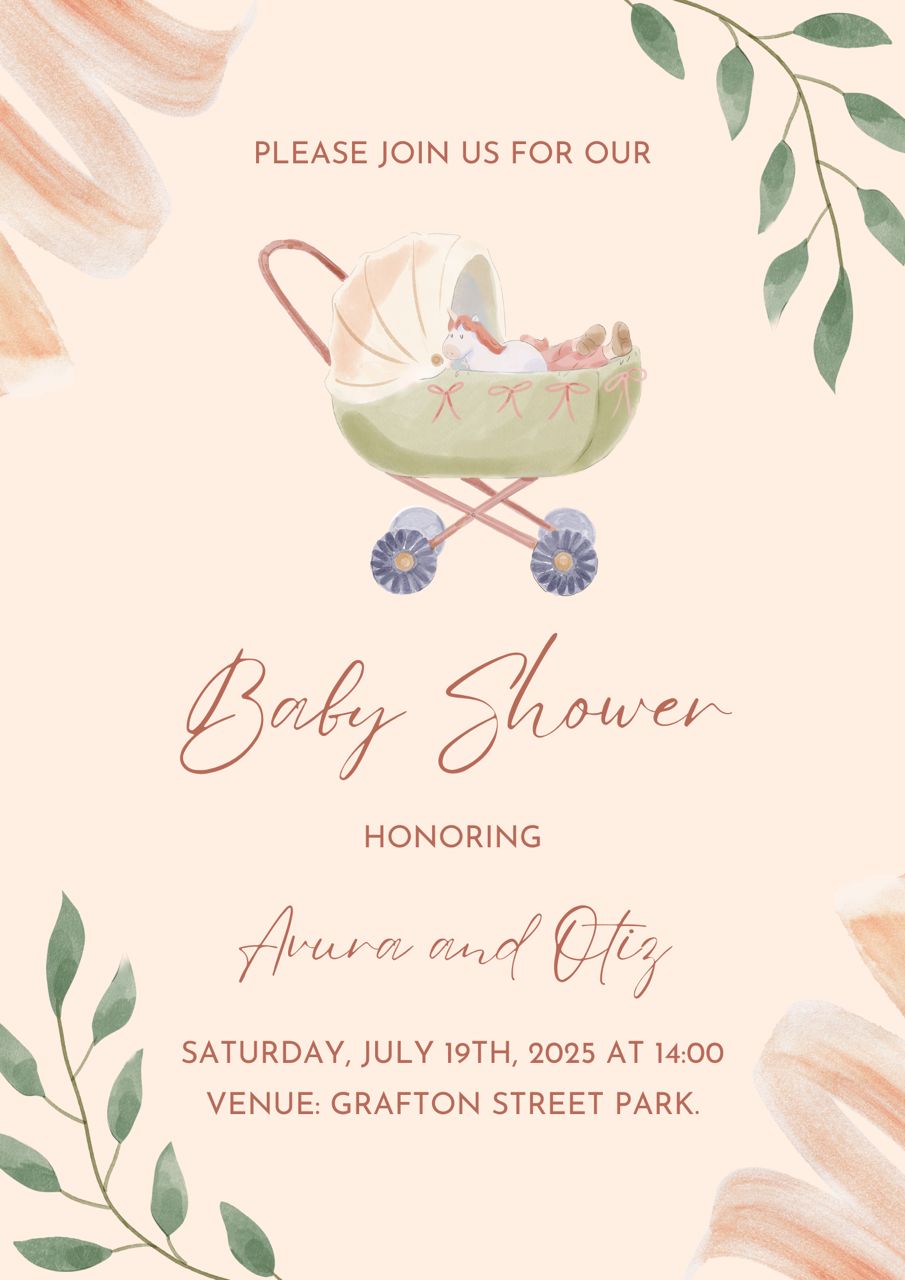 PLEASE JOIN US FOR OUR
Baby Shower
HONORING
Arura and Otiz
SATURDAY, JULY 19TH, 2025 AT 14:00
VENUE: GRAFTON STREET PARK.